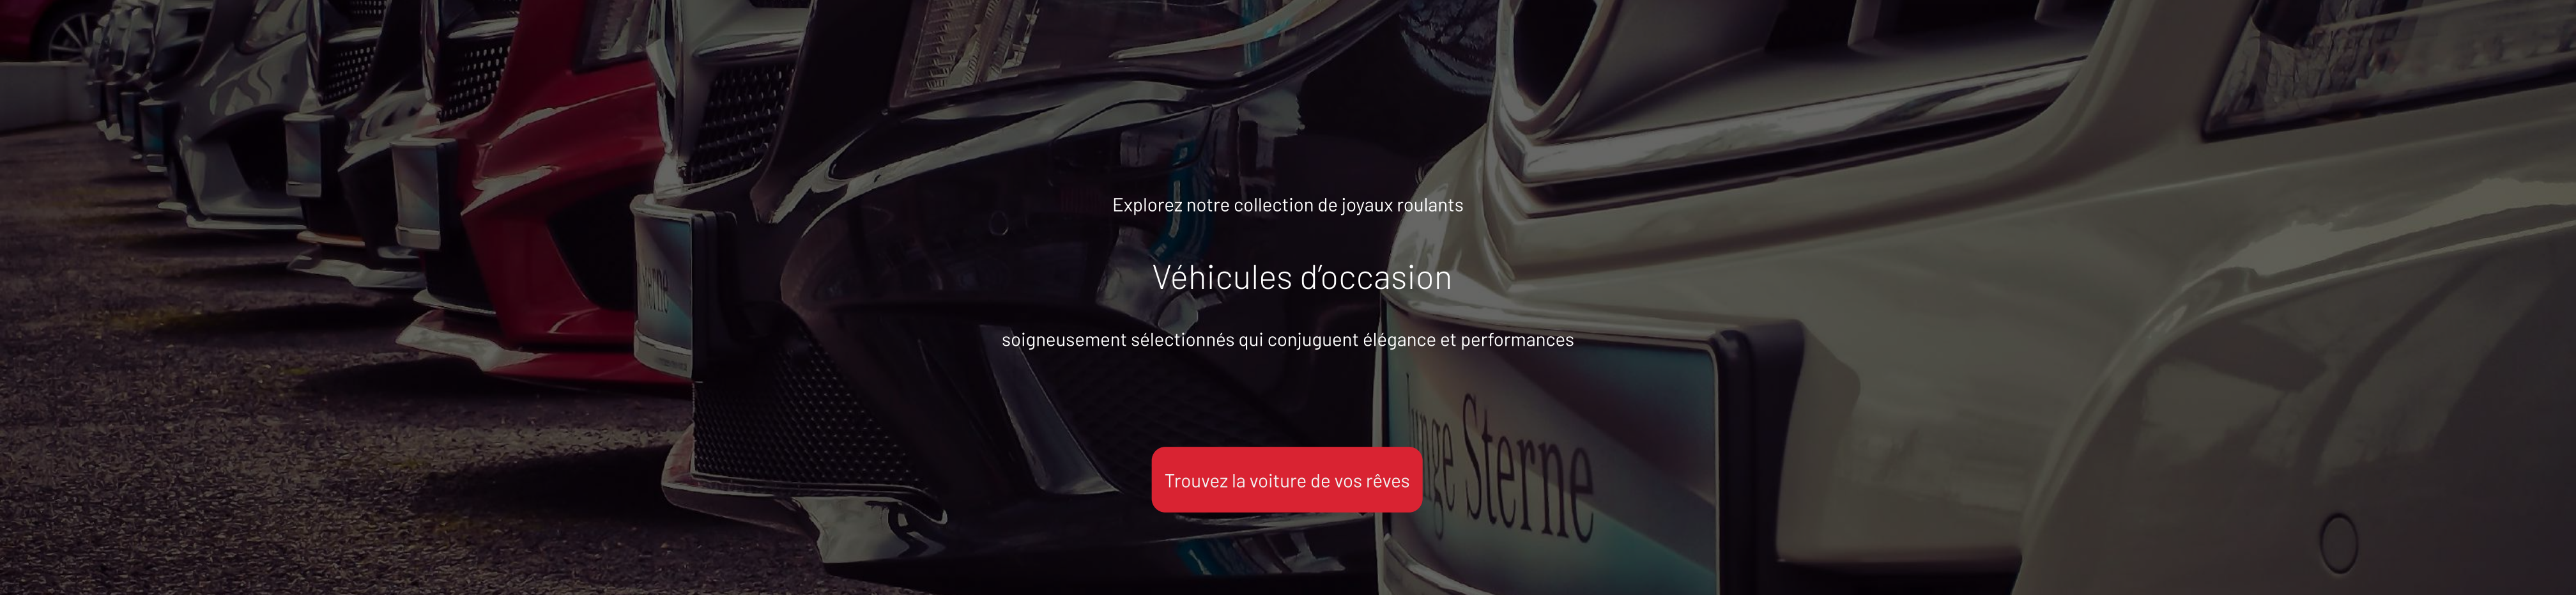 Explorez notre collection de joyaux roulants
Véhicules d’occasion
soigneusement sélectionnés qui conjuguent élégance et performances
Trouvez la voiture de vos rêves
Sterne